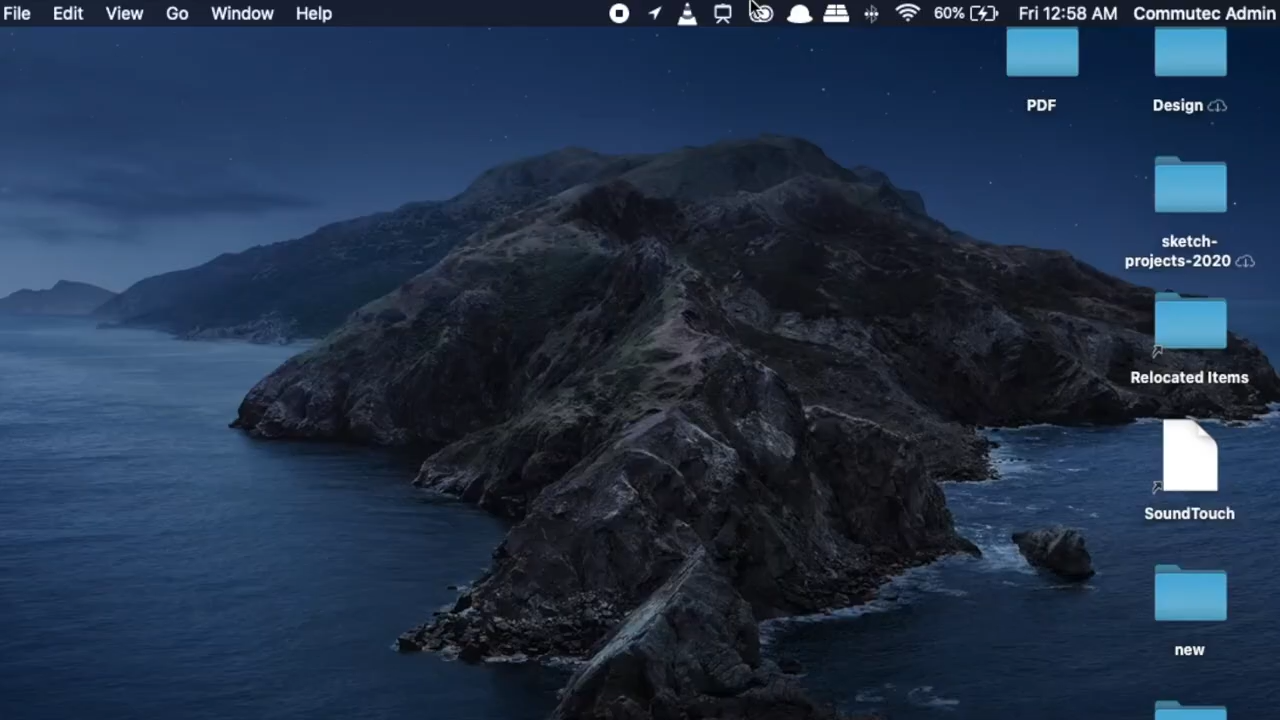 File Edit View Go Window Help 60% Fri 12:58 AM Commutec Admin
PDF
Design
sketch-
projects-2020
Relocated Items
SoundTouch
new